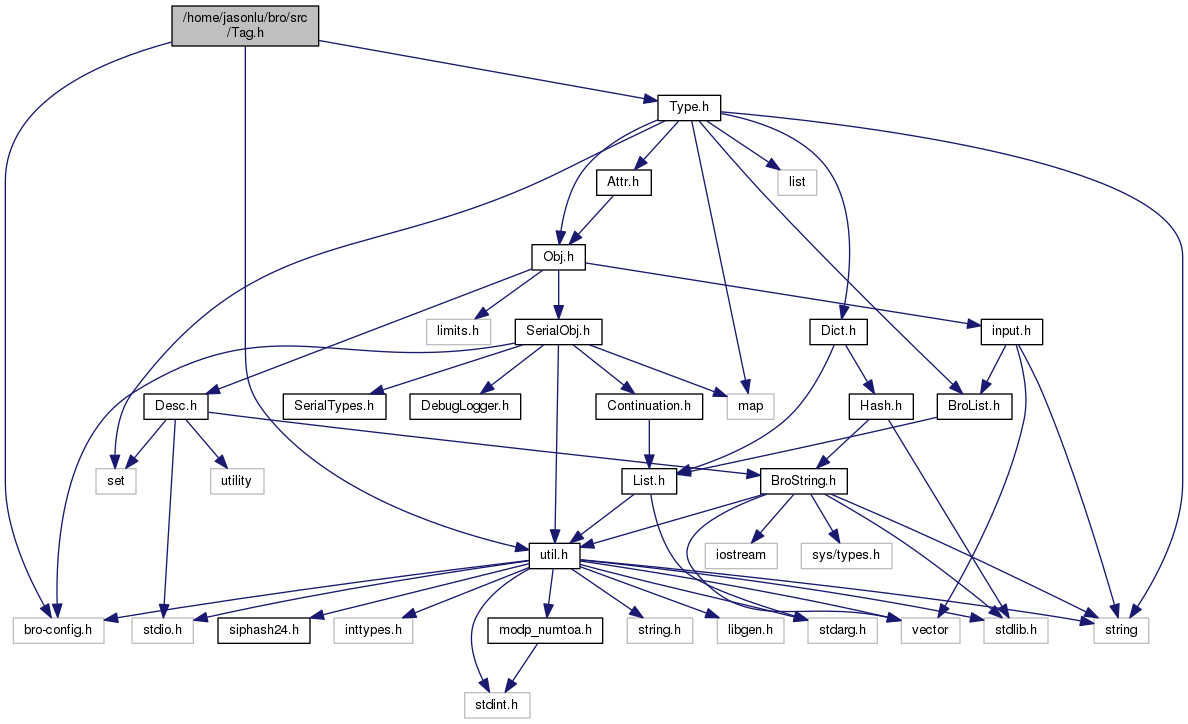 /home/jasonlu/bro/src
/Tag.h
Type.h
Attr.h
list
Obj.h
limits.h
SerialObj.h
Dict.h
input.h
Desc.h
SerialTypes.h
DebugLogger.h
Continuation.h
map
Hash.h
BroList.h
set
utility
List.h
BroString.h
util.h
iostream
sys/types.h
bro-config.h
stdio.h
siphash24.h
inttypes.h
modp_numtoa.h
string.h
libgen.h
stdarg.h
vector
stdlib.h
string
stdint.h